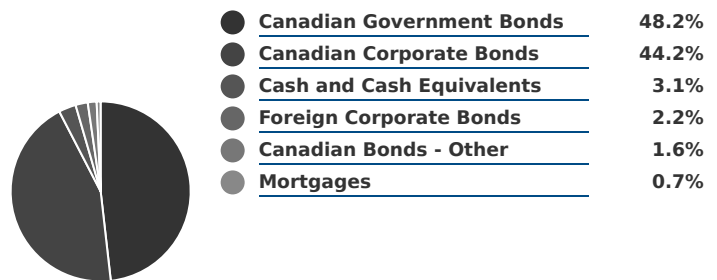 Canadian Government Bonds 48.2%
Canadian Corporate Bonds 44.2%
Cash and Cash Equivalents 3.1%
Foreign Corporate Bonds 2.2%
Canadian Bonds - Other 1.6%
Mortgages 0.7%